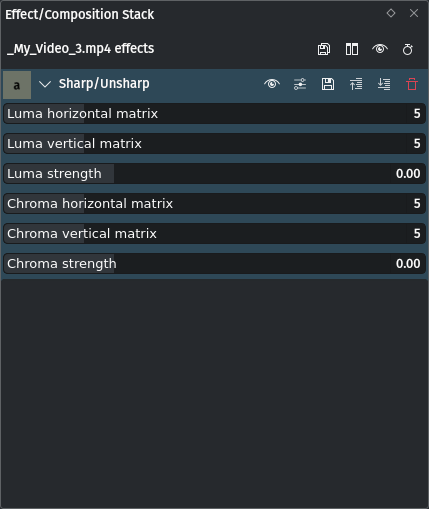 Effect/Composition Stack
_My_Video_3.mp4 effects
a Sharp/Unsharp
Luma horizontal matrix 5
Luma vertical matrix 5
Luma strength 0.00
Chroma horizontal matrix 5
Chroma vertical matrix 5
Chroma strength 0.00